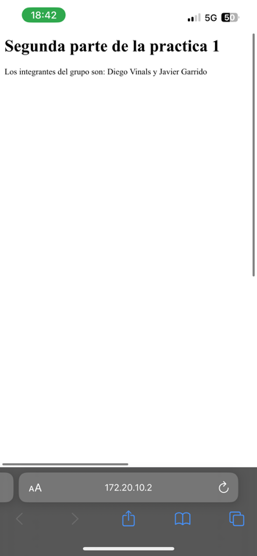 18:42
5G 50
Segunda parte de la practica 1
Los integrantes del grupo son: Diego Vinals y Javier Garrido
AA 172.20.10.2